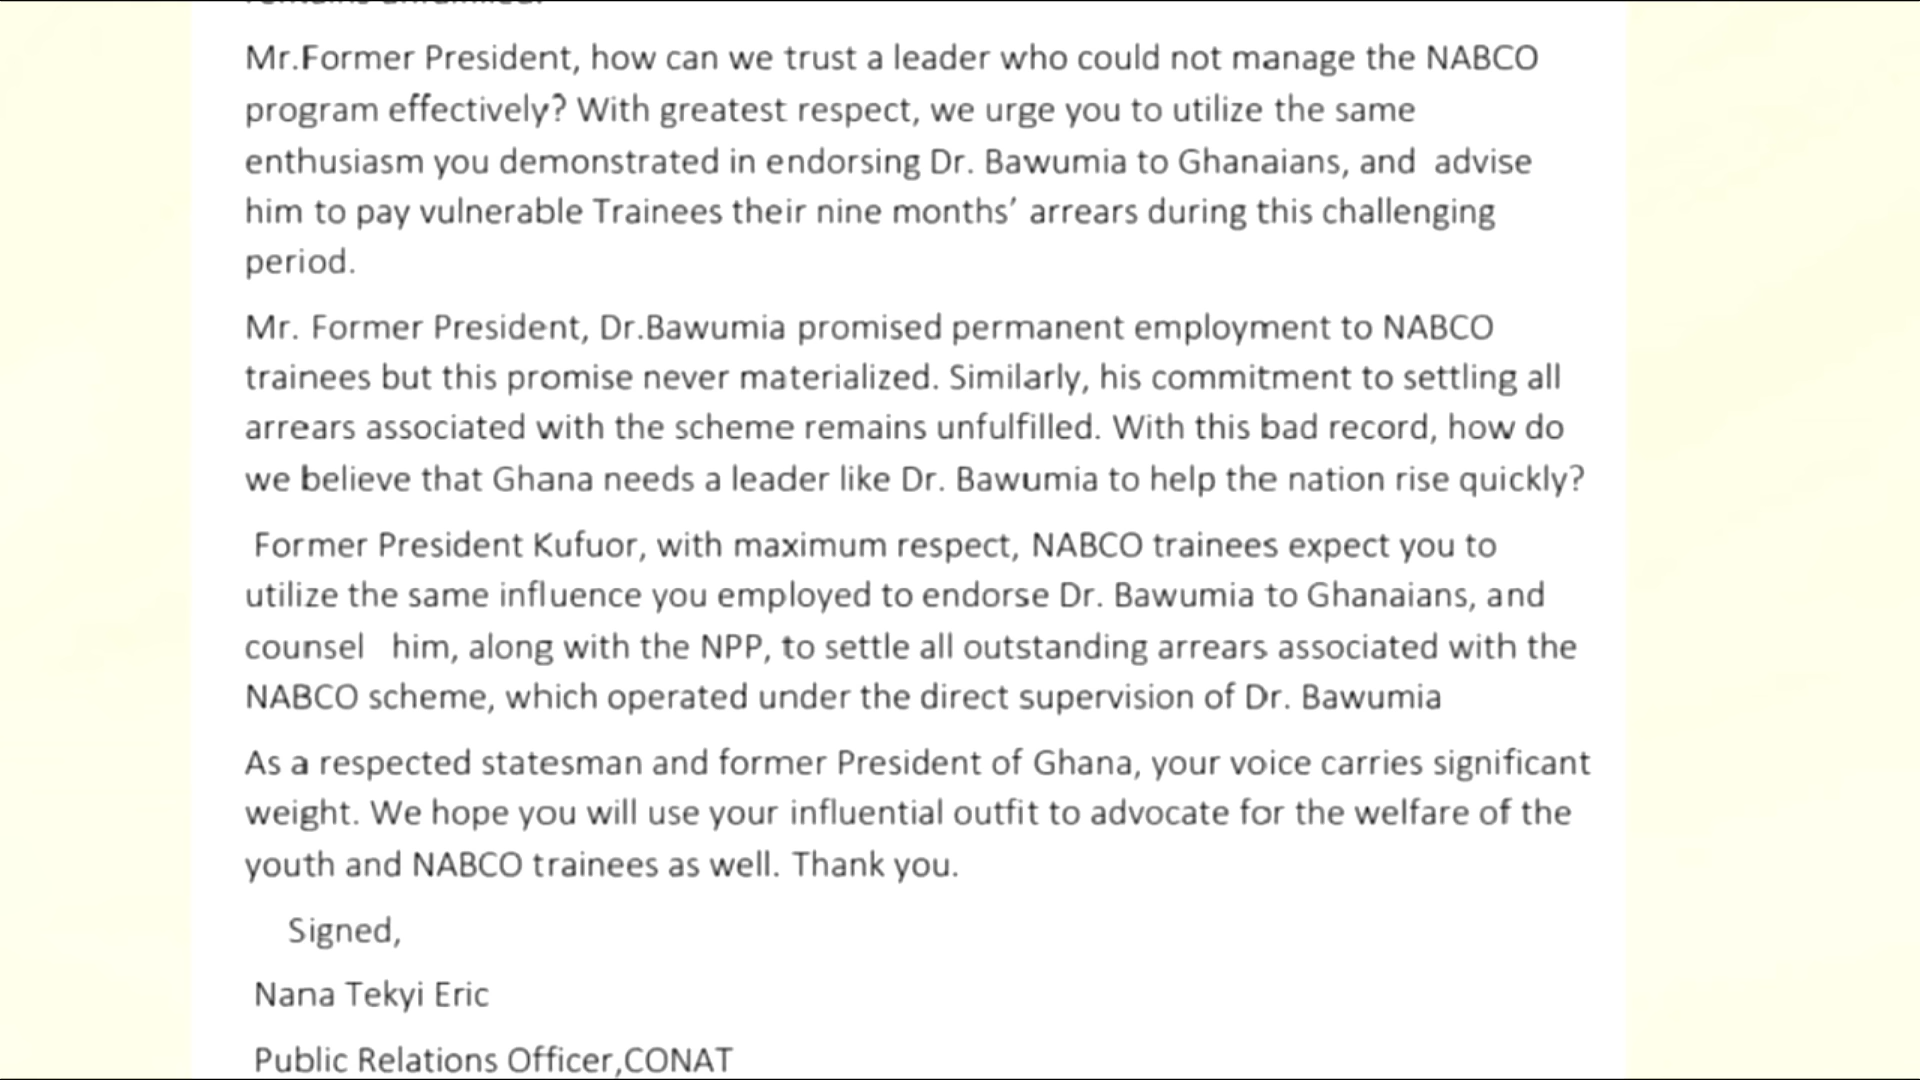 Mr.Former President, how can we trust a leader who could not manage the NABCO
program effectively? With greatest respect, we urge you to utilize the same
enthusiasm you demonstrated in endorsing Dr. Bawumia to Ghanaians, and  advise
him to pay vulnerable Trainees their nine months’ arrears during this challenging
period.
Mr. Former President, Dr.Bawumia promised permanent employment to NABCO
trainees but this promise never materialized. Similarly, his commitment to settling all
arrears associated with the scheme remains unfulfilled. With this bad record, how do
we believe that Ghana needs a leader like Dr. Bawumia to help the nation rise quickly?
Former President Kufuor, with maximum respect, NABCO trainees expect you to
utilize the same influence you employed to endorse Dr. Bawumia to Ghanaians, and
counsel   him, along with the NPP, to settle all outstanding arrears associated with the
NABCO scheme, which operated under the direct supervision of Dr. Bawumia
As a respected statesman and former President of Ghana, your voice carries significant
weight. We hope you will use your influential outfit to advocate for the welfare of the
youth and NABCO trainees as well. Thank you.
Signed,
Nana Tekyi Eric
Public Relations Officer,CONAT